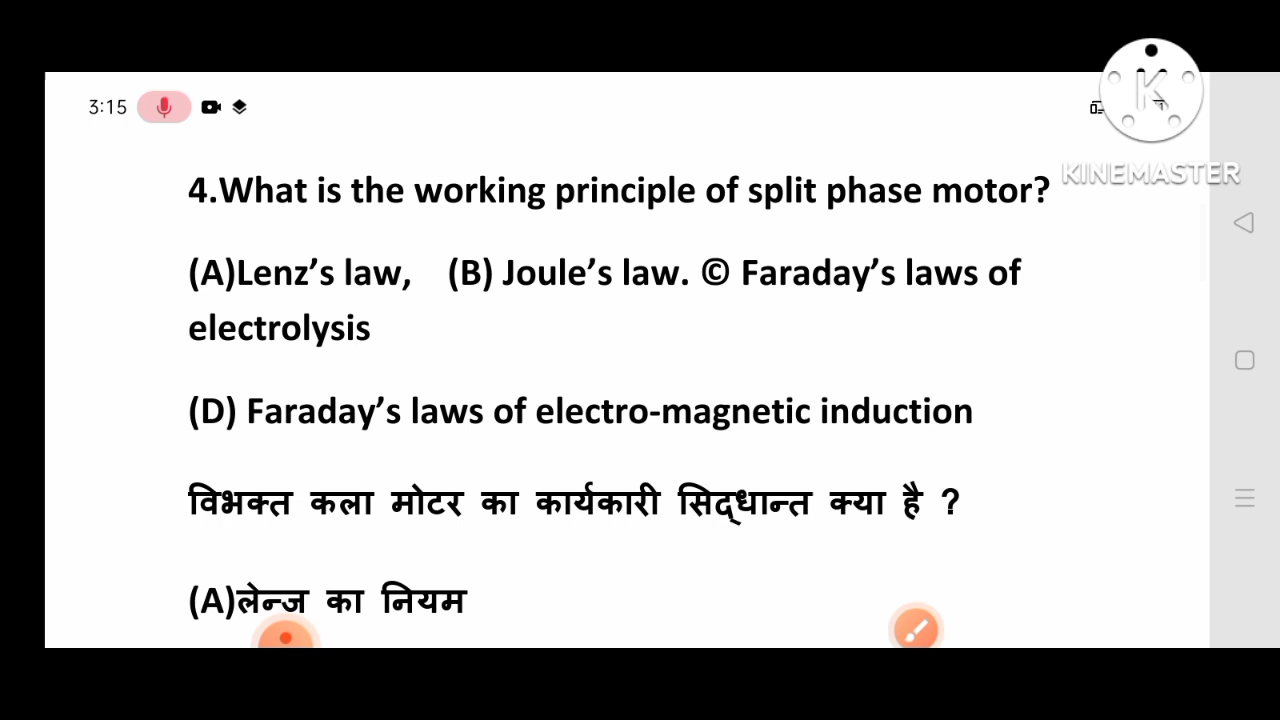 3:15
KINEMASTER
4.What is the working principle of split phase motor?
(A)Lenz’s law, (B) Joule’s law. © Faraday’s laws of
electrolysis
(D) Faraday’s laws of electro-magnetic induction
विभक्त कला मोटर का कार्यकारी सिद्धान्त क्या है ?
(A)लेन्ज का नियम